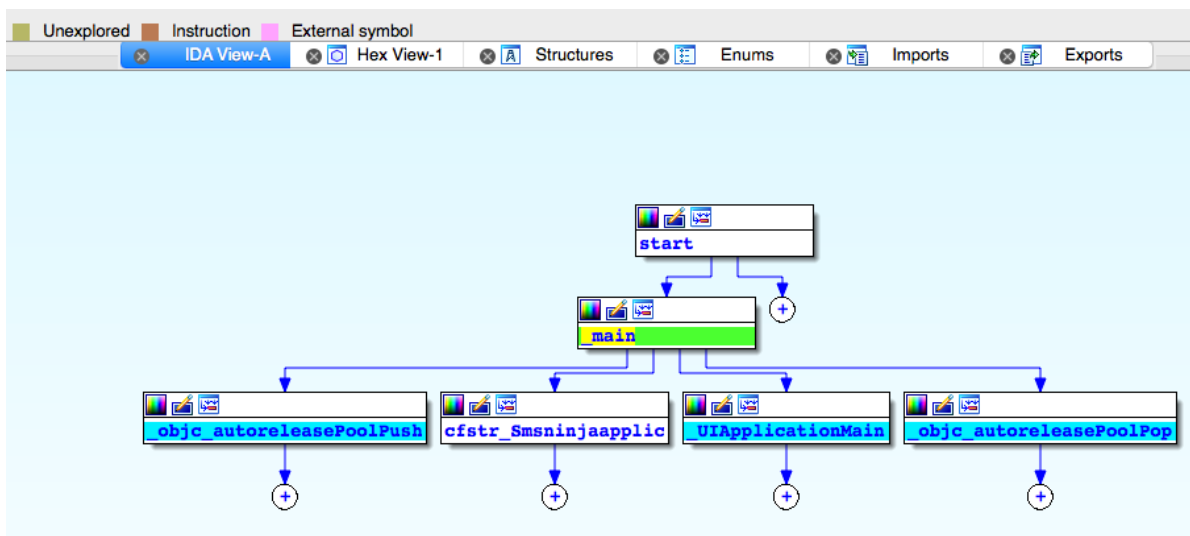 Unexplored Instruction External symbol
IDA View-A Hex View-1 Structures Enums Imports Exports
start
_main
_objc_autoreleasePoolPush cfstr_Smsninjaapplic _UIApplicationMain _objc_autoreleasePoolPop